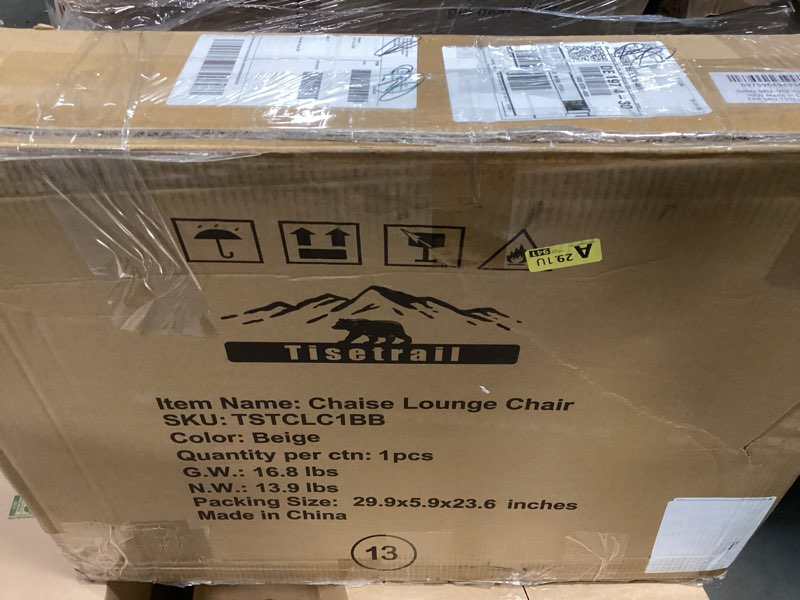 Tisetrail
Item Name: Chaise Lounge Chair
SKU: TSTCLC1BB
Color: Beige
Quantity per ctn: 1pcs
G.W.: 16.8 lbs
N.W.: 13.9 lbs
Packing Size: 29.9x5.9x23.6 inches
Made in China
13
A
29.1U